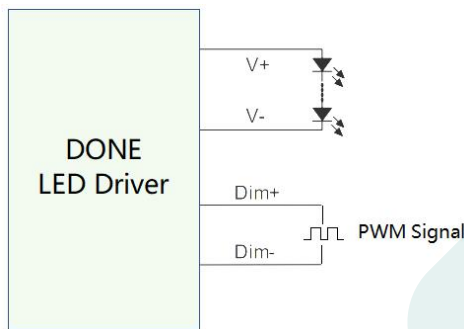 DONE
LED Driver
V+
V-
Dim+
Dim-
PWM Signal